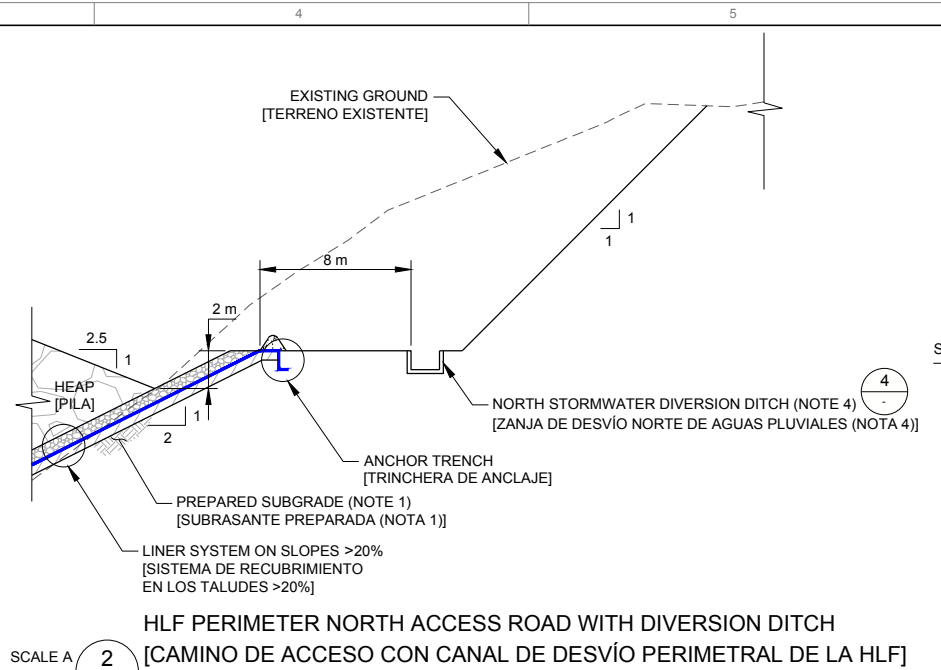 4
5
EXISTING GROUND
[TERRENO EXISTENTE]
1
1
8 m
2 m
2.5
1
HEAP
[PILA]
1
2
S
4
-
NORTH STORMWATER DIVERSION DITCH (NOTE 4)
[ZANJA DE DESVÍO NORTE DE AGUAS PLUVIALES (NOTA 4)]
ANCHOR TRENCH
[TRINCHERA DE ANCLAJE]
PREPARED SUBGRADE (NOTE 1)
[SUBRASANTE PREPARADA (NOTA 1)]
LINER SYSTEM ON SLOPES >20%
[SISTEMA DE RECUBRIMIENTO
EN LOS TALUDES >20%]
HLF PERIMETER NORTH ACCESS ROAD WITH DIVERSION DITCH
[CAMINO DE ACCESO CON CANAL DE DESVÍO PERIMETRAL DE LA HLF]
SCALE A
2